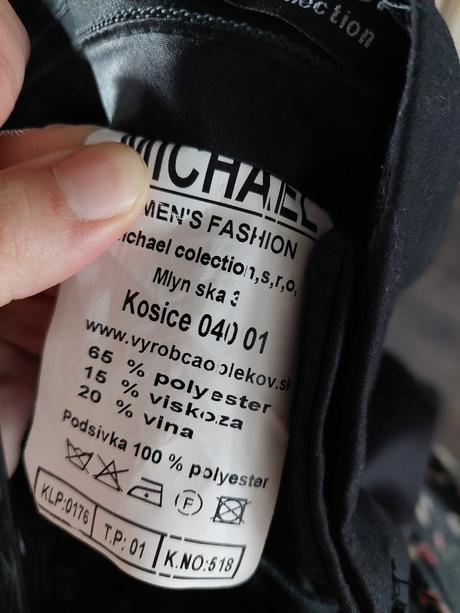 collection
MICHAEL
MEN'S FASHION
ichael colection,s,r,o,
Mlyn ska 3
Kosice 040 01
www.vyrobcaoblekov.sk
65 % polyester
15 % viskoza
20 % vina
Podsivka 100 % polyester
F
KLP:0176 T.P: 01 K.NO:518